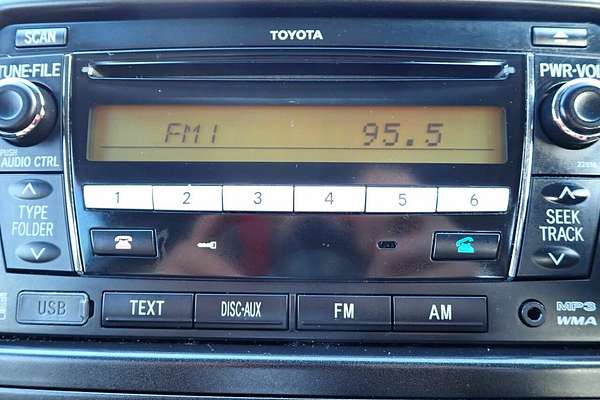 SCAN
TOYOTA
TUNE-FILE
PWR-VOL
FM1 95.5
PUSH
AUDIO CTRL
1 2 3 4 5 6
TYPE
FOLDER
SEEK
TRACK
USB
TEXT
DISC-AUX
FM
AM
MP3
WMA